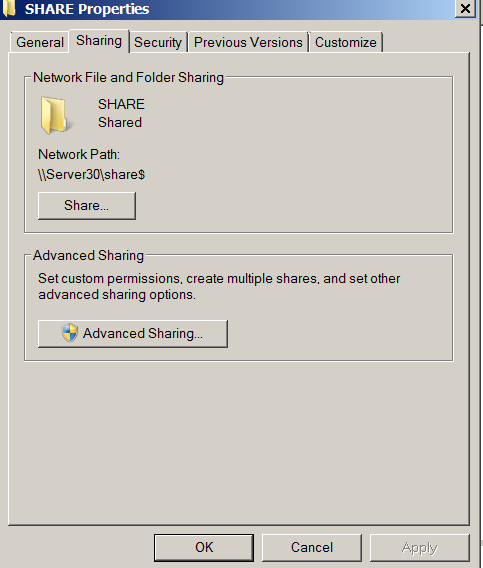 SHARE Properties
General Sharing Security Previous Versions Customize
Network File and Folder Sharing
SHARE
Shared
Network Path:
\\Server30\share$
Share...
Advanced Sharing
Set custom permissions, create multiple shares, and set other
advanced sharing options.
Advanced Sharing...
OK Cancel Apply